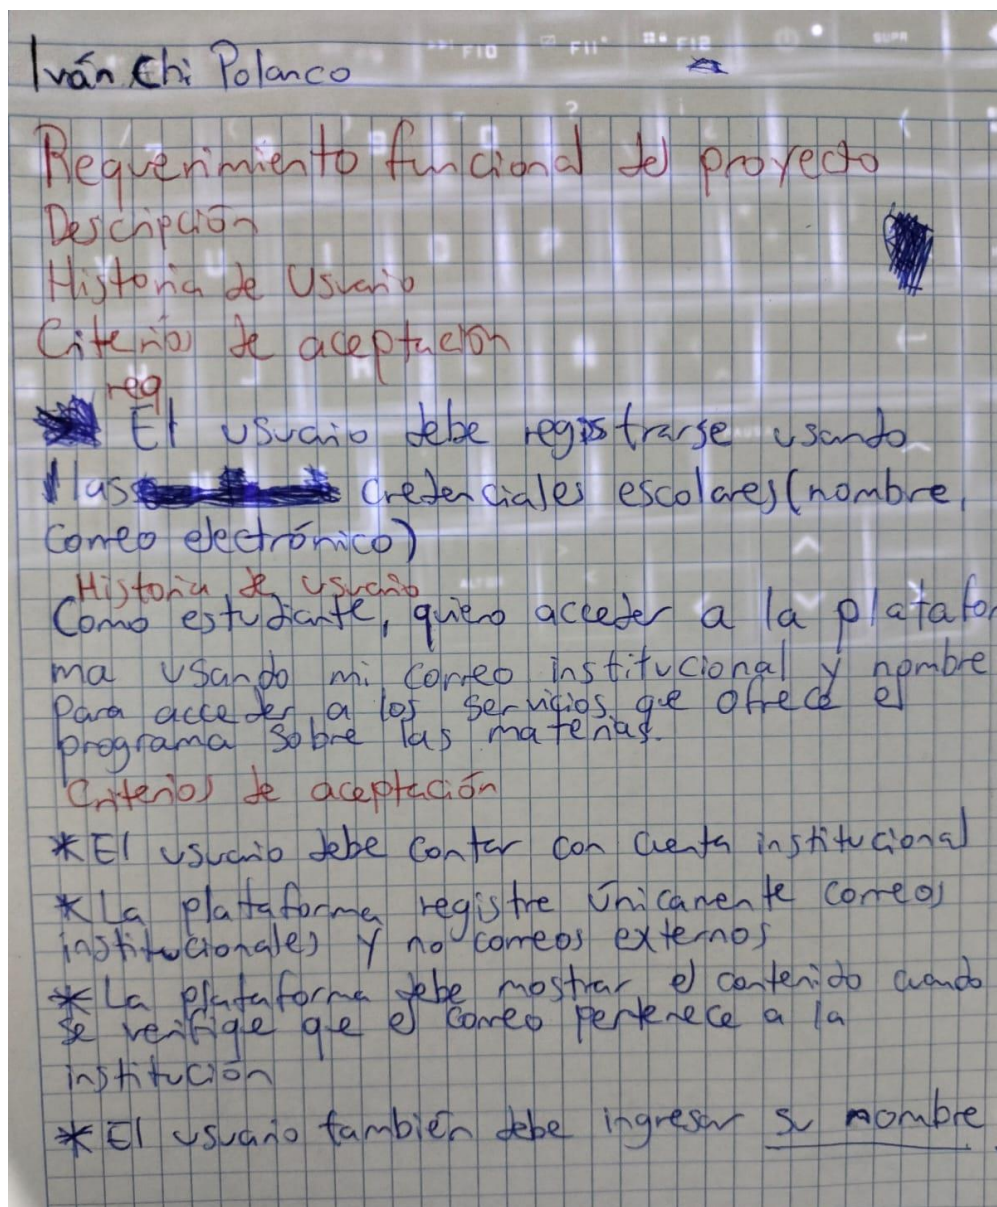 Iván Chi Polanco
Requerimiento funcional del proyecto
Descripción
Historia de Usuario
Criterios de aceptación
req
El usuario debe registrarse usando
las credenciales escolares (nombre,
correo electrónico)
Historia de usuario
Como estudiante, quiero acceder a la platafor
ma usando mi correo institucional y nombre
para acceder a los servicios que ofrece el
programa sobre las materias.
Criterios de aceptación
*El usuario debe contar con cuenta institucional
*La plataforma registre únicamente correos
institucionales y no correos externos
*La plataforma debe mostrar el contenido cuando
se verifige que el correo pertenece a la
institución
*El usuario también debe ingresar su nombre.